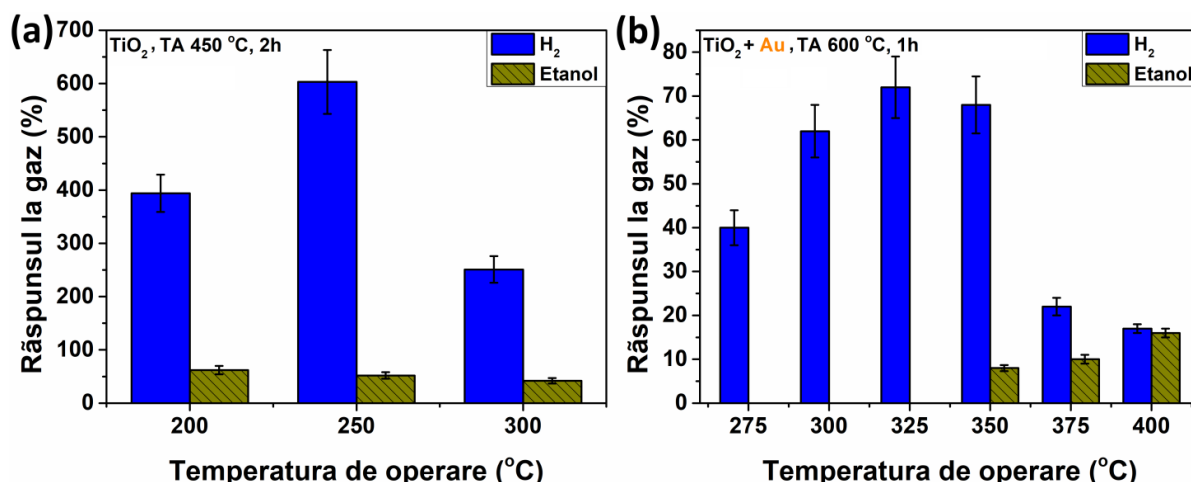 (a)
TiO2, TA 450 °C, 2h
H2
Etanol
Rãspunsul la gaz (%)
700
600
500
400
300
200
100
0
200 250 300
Temperatura de operare (°C)
(b)
TiO2 + Au, TA 600 °C, 1h
H2
Etanol
Rãspunsul la gaz (%)
80
70
60
50
40
30
20
10
0
275 300 325 350 375 400
Temperatura de operare (°C)